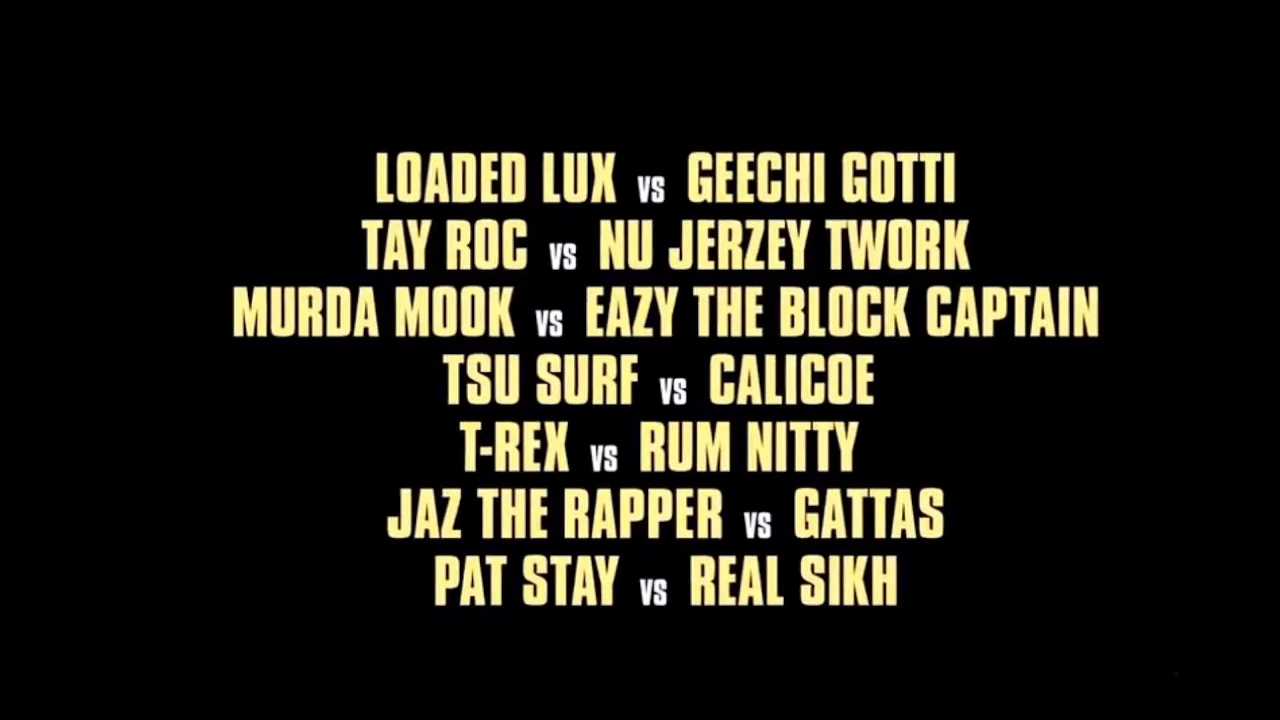 LOADED LUX VS GEECHI GOTTI
TAY ROC VS NU JERZEY TWORK
MURDA MOOK VS EAZY THE BLOCK CAPTAIN
TSU SURF VS CALICOE
T-REX VS RUM NITTY
JAZ THE RAPPER VS GATTAS
PAT STAY VS REAL SIKH